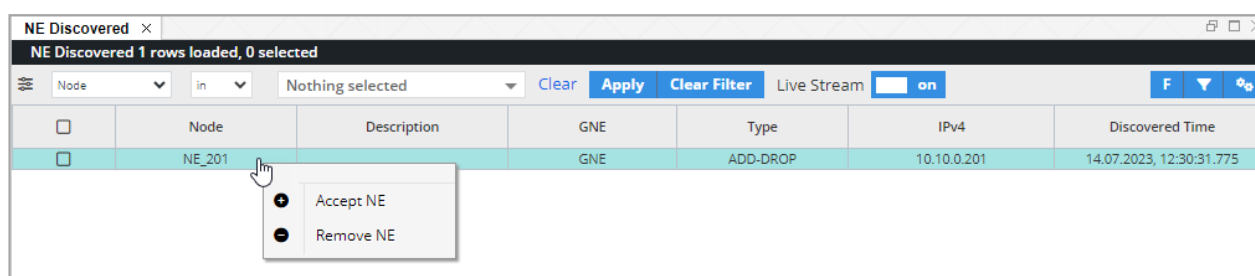 NE Discovered ×
NE Discovered 1 rows loaded, 0 selected
Node in Nothing selected Clear Apply Clear Filter Live Stream on F
Node Description GNE Type IPv4 Discovered Time
NE_201 GNE ADD-DROP 10.10.0.201 14.07.2023, 12:30:31.775
Accept NE
Remove NE